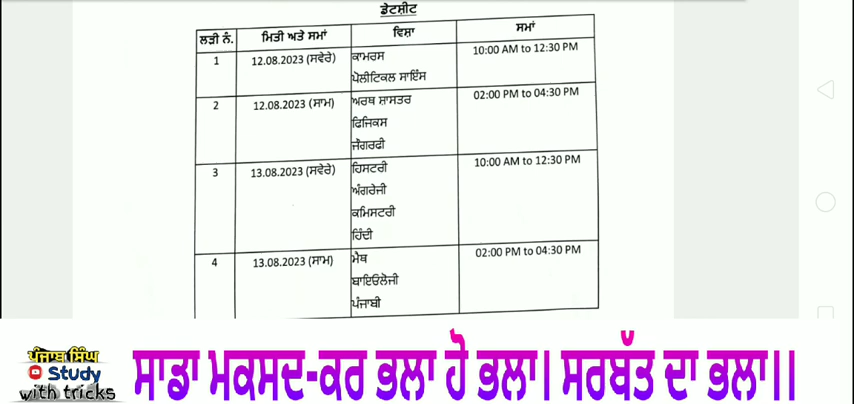 ਡੇਟਸ਼ੀਟ
ਲੜੀ ਨੰ. ਮਿਤੀ ਅਤੇ ਸਮਾਂ ਵਿਸ਼ਾ ਸਮਾਂ
1 12.08.2023 (ਸਵੇਰੇ) ਕਾਮਰਸ 10:00 AM to 12:30 PM
ਪੋਲੀਟਿਕਲ ਸਾਇੰਸ
2 12.08.2023 (ਸਾਮ) ਅਰਥ ਸ਼ਾਸਤਰ 02:00 PM to 04:30 PM
ਫਿਜਿਕਸ
ਜੌਗਰਫੀ
3 13.08.2023 (ਸਵੇਰੇ) ਹਿਸਟਰੀ 10:00 AM to 12:30 PM
ਅੰਗਰੇਜੀ
ਕਮਿਸਟਰੀ
ਹਿੰਦੀ
4 13.08.2023 (ਸਾਮ) ਮੈਥ 02:00 PM to 04:30 PM
ਬਾਇਓਲੋਜੀ
ਪੰਜਾਬੀ
ਪੰਜਾਬ ਸਿੰਘ
Study
with tricks
ਸਾਡਾ ਮਕਸਦ-ਕਰ ਭਲਾ ਹੋ ਭਲਾ। ਸਰਬੱਤ ਦਾ ਭਲਾ।।